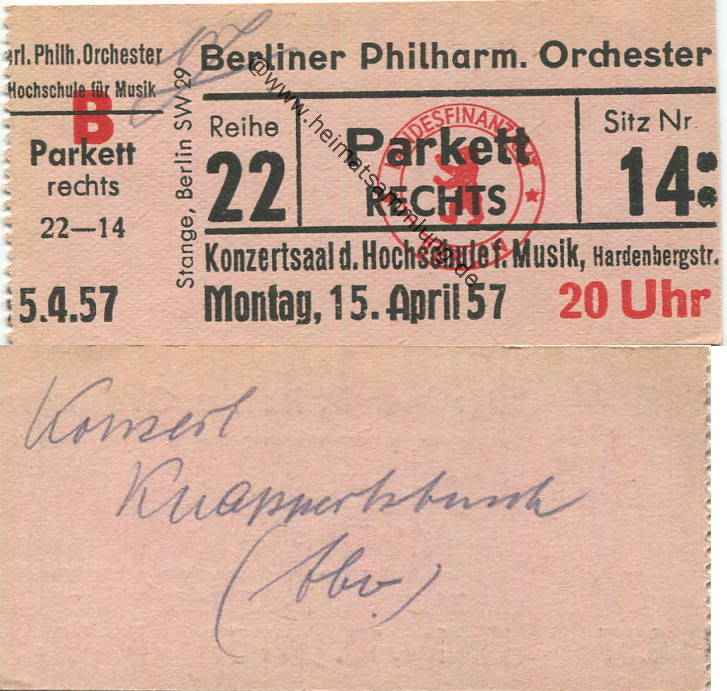 Berliner Philharm. Orchester
Reihe
22
Parkett
RECHTS
Sitz Nr.
14
Konzertsaal d. Hochschule f. Musik, Hardenbergstr.
Montag, 15. April 57 20 Uhr
Stange, Berlin SW 29
rl. Philh. Orchester
Hochschule für Musik
B
Parkett
rechts
22—14
5.4.57
@www.heimatsammlung.de
Konzert
Knappertsbusch
(Abo.)